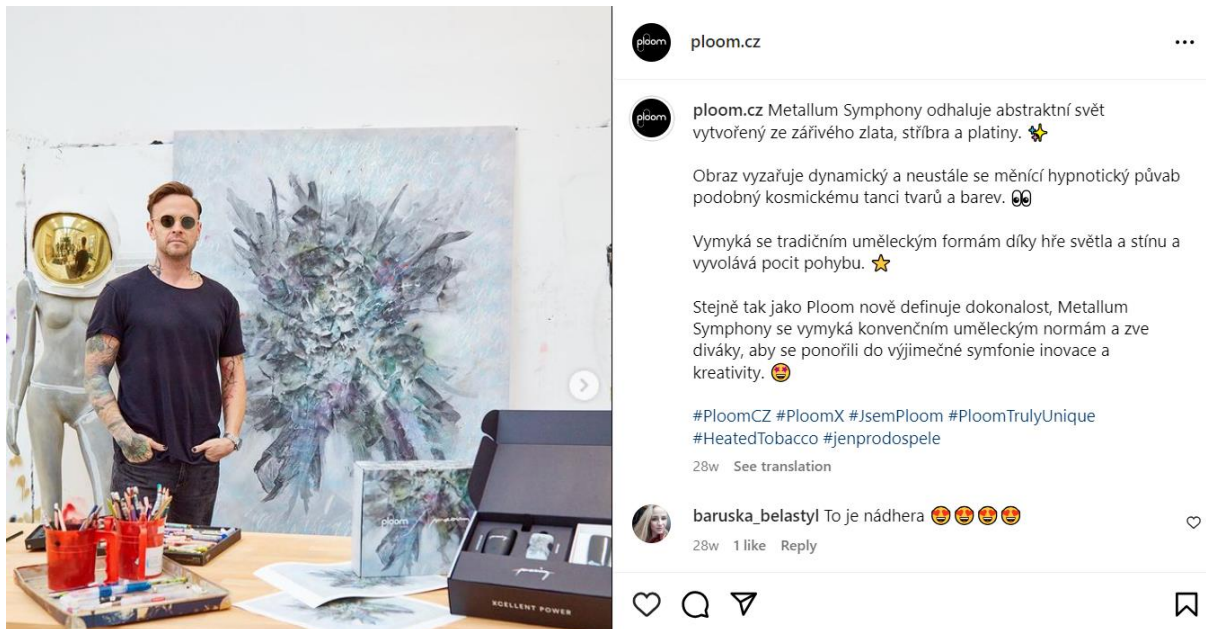 ploom
ploom
XCELLENT POWER
ploom
ploom.cz
ploom
ploom.cz Metallum Symphony odhaluje abstraktní svět
vytvořený ze zářivého zlata, stříbra a platiny. ✨
Obraz vyzařuje dynamický a neustále se měnící hypnotický půvab
podobný kosmickému tanci tvarů a barev. 👀
Vymyká se tradičním uměleckým formám díky hře světla a stínu a
vyvolává pocit pohybu. ⭐
Stejně tak jako Ploom nově definuje dokonalost, Metallum
Symphony se vymyká konvenčním uměleckým normám a zve
diváky, aby se ponořili do výjimečné symfonie inovace a
kreativity. 🤩
#PloomCZ #PloomX #JsemPloom #PloomTrulyUnique
#HeatedTobacco #jenprodospele
28w See translation
baruska_belastyl To je nádhera 😍😍😍😍
28w 1 like Reply